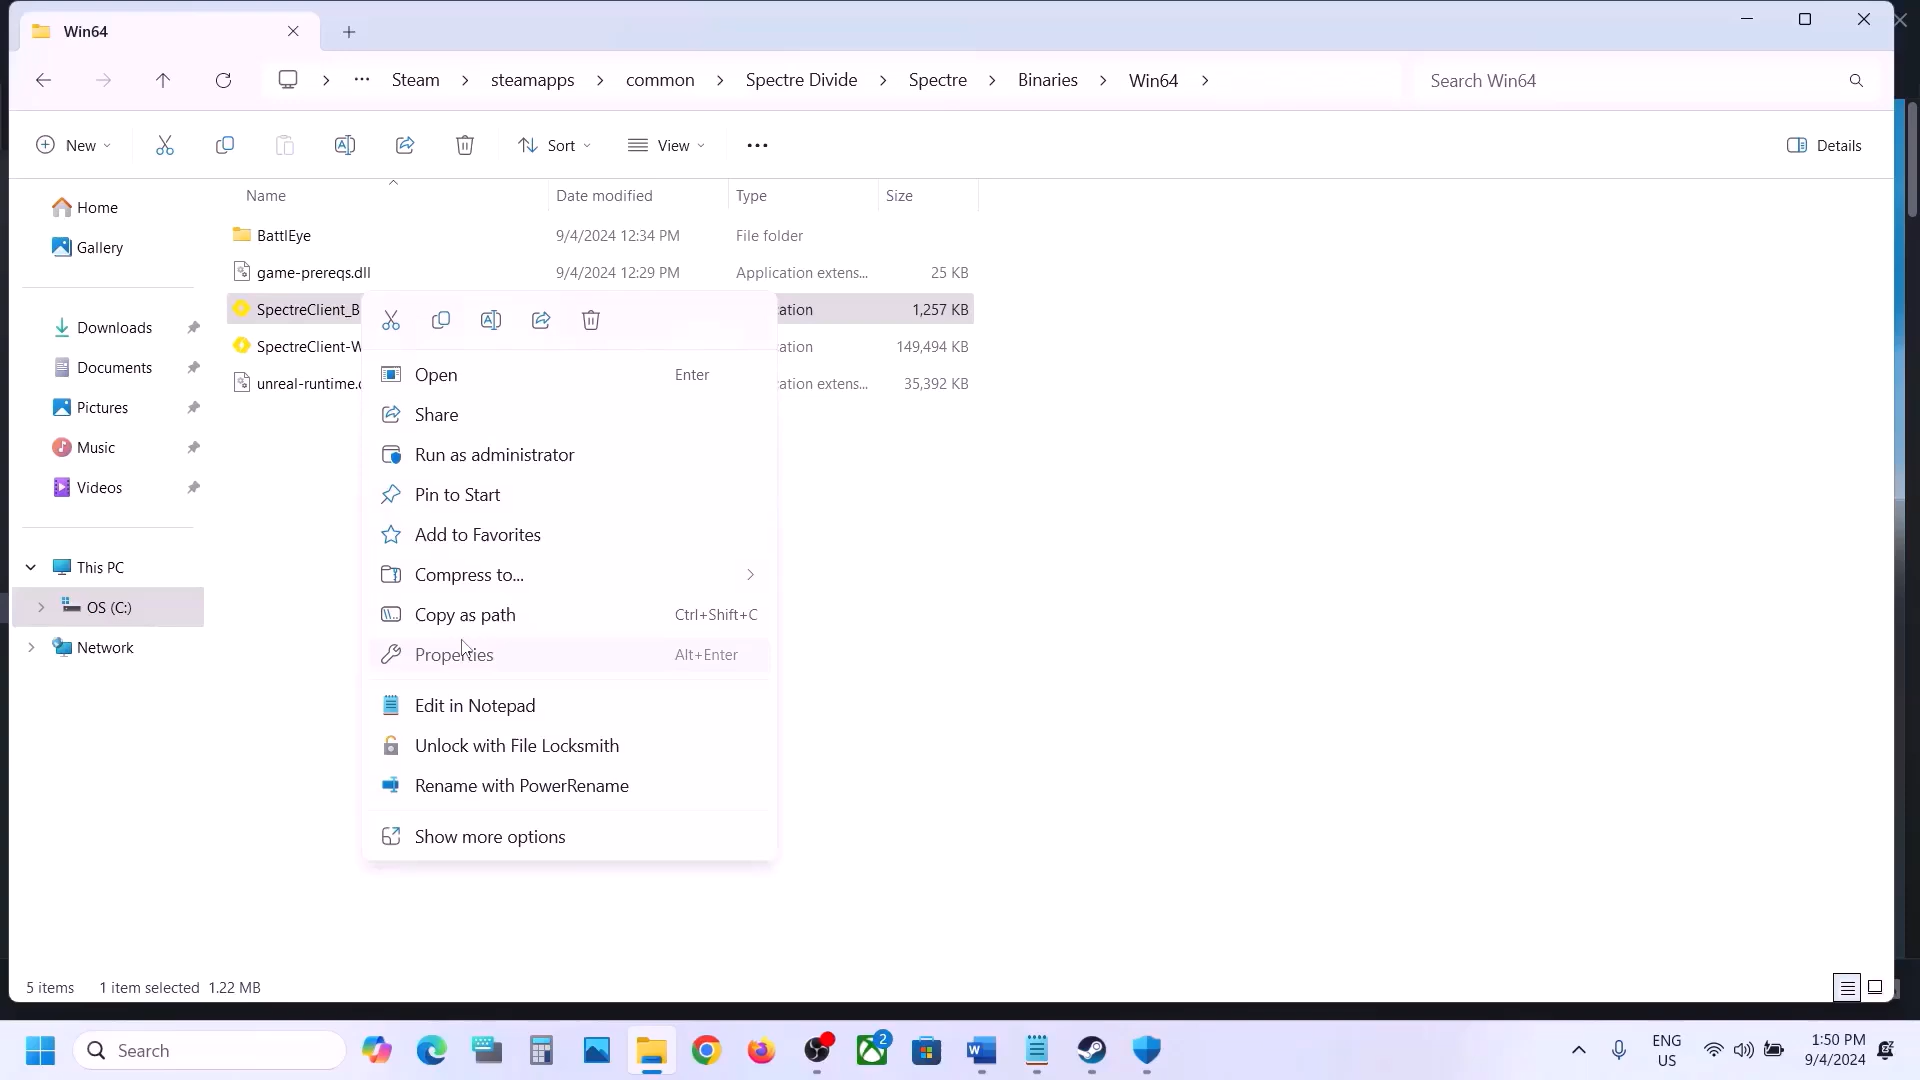 Win64
Steam
steamapps
common
Spectre Divide
Spectre
Binaries
Win64
Search Win64
New
Sort
View
Details
Name
Date modified
Type
Size
Home
Gallery
Downloads
Documents
Pictures
Music
Videos
This PC
OS (C:)
Network
BattlEye 9/4/2024 12:34 PM File folder
game-prereqs.dll 9/4/2024 12:29 PM Application extens... 25 KB
SpectreClient_B ation 1,257 KB
SpectreClient-W ation 149,494 KB
unreal-runtime.d ation extens... 35,392 KB
Open Enter
Share
Run as administrator
Pin to Start
Add to Favorites
Compress to...
Copy as path Ctrl+Shift+C
Properties Alt+Enter
Edit in Notepad
Unlock with File Locksmith
Rename with PowerRename
Show more options
5 items 1 item selected 1.22 MB
Search
2
ENG
US
1:50 PM
9/4/2024